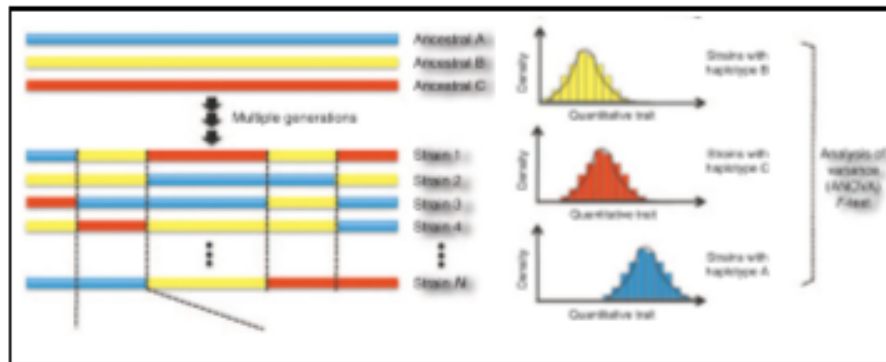 Ancestral A
Ancestral B
Ancestral C
Multiple generations
Strain 1
Strain 2
Strain 3
Strain 4
Strain N
Density
Quantitative trait
Strains with
haplotype B
Density
Quantitative trait
Strains with
haplotype C
Density
Quantitative trait
Strains with
haplotype A
Analysis of
variance
(ANOVA)
F-test